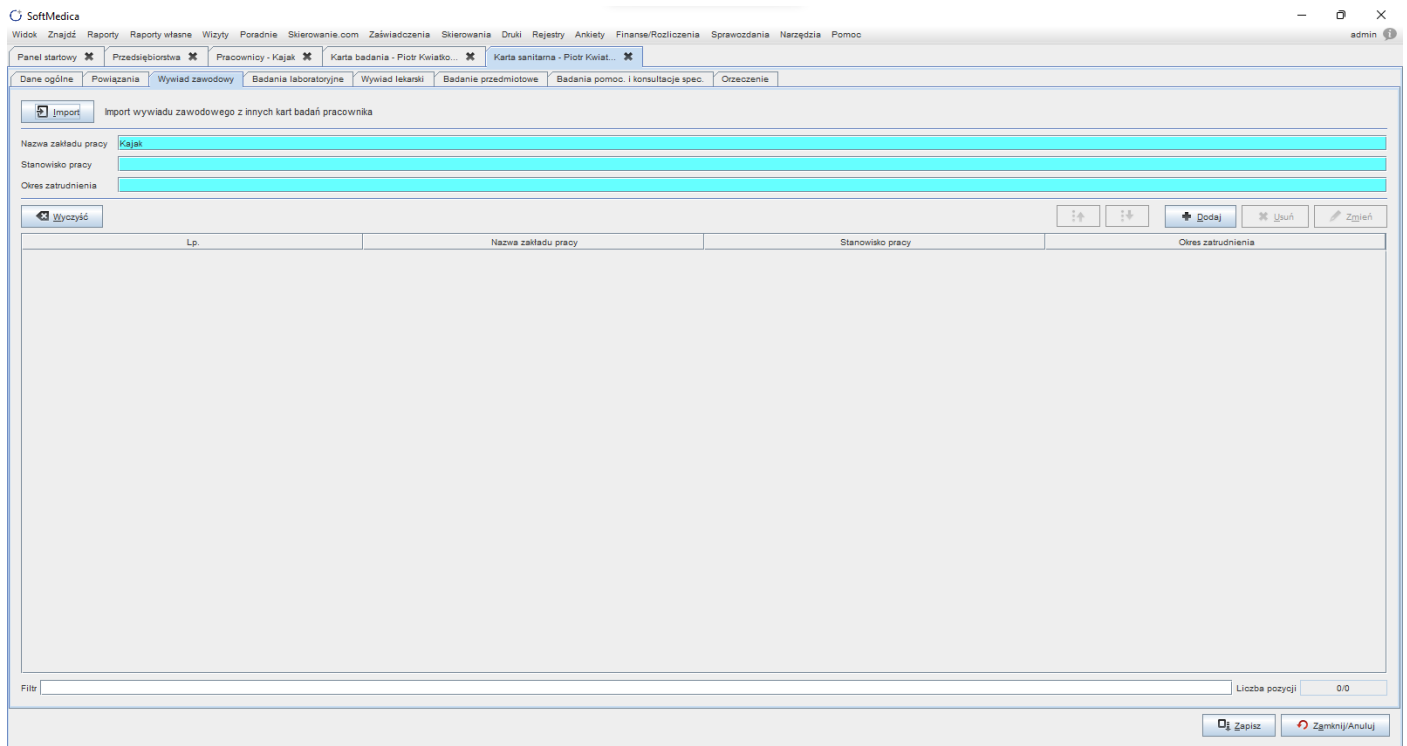 SoftMedica
Widok Znajdź Raporty Raporty własne Wizyty Poradnie Skierowanie.com Zaświadczenia Skierowania Druki Rejestry Ankiety Finanse/Rozliczenia Sprawozdania Narzędzia Pomoc admin
Panel startowy Przedsiębiorstwa Pracownicy - Kajak Karta badania - Piotr Kwiatko... Karta sanitarna - Piotr Kwiat...
Dane ogólne Powiązania Wywiad zawodowy Badania laboratoryjne Wywiad lekarski Badanie przedmiotowe Badania pomoc. i konsultacje spec. Orzeczenie
Import Import wywiadu zawodowego z innych kart badań pracownika
Nazwa zakładu pracy Kajak
Stanowisko pracy
Okres zatrudnienia
Wyczyść Dodaj Usuń Zmień
Lp. Nazwa zakładu pracy Stanowisko pracy Okres zatrudnienia
Filtr Liczba pozycji 0/0
Zapisz Zamknij/Anuluj